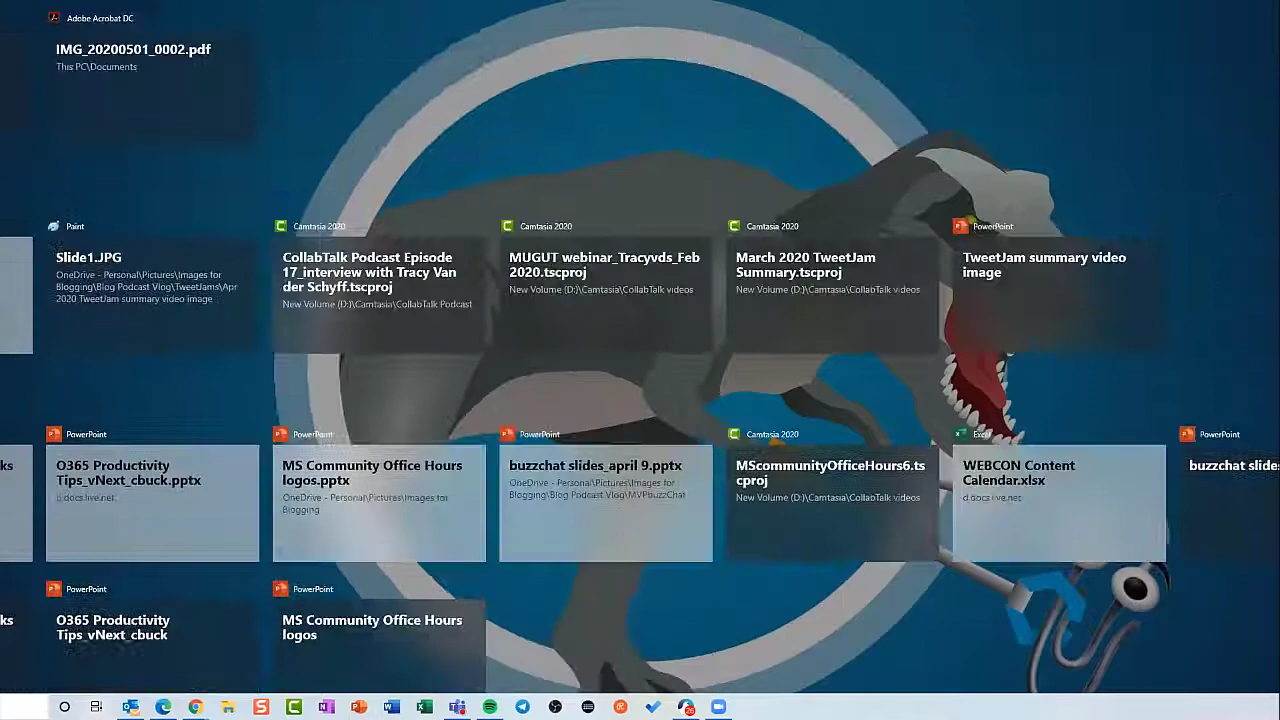 Adobe Acrobat DC
IMG_20200501_0002.pdf
This PC\Documents
Paint
Slide1.JPG
OneDrive - Personal\Pictures\Images for
Blogging\Blog Podcast Vlog\TweetJams\Apr
2020 TweetJam summary video image
Camtasia 2020
CollabTalk Podcast Episode
17_interview with Tracy Van
der Schyff.tscproj
New Volume (D:)\Camtasia\CollabTalk Podcast
Camtasia 2020
MUGUT webinar_Tracyvds_Feb
2020.tscproj
New Volume (D:)\Camtasia\CollabTalk videos
Camtasia 2020
March 2020 TweetJam
Summary.tscproj
New Volume (D:)\Camtasia\CollabTalk videos
PowerPoint
TweetJam summary video
image
ks
PowerPoint
O365 Productivity
Tips_vNext_cbuck.pptx
d.docs.live.net
PowerPoint
MS Community Office Hours
logos.pptx
OneDrive - Personal\Pictures\Images for
Blogging
PowerPoint
buzzchat slides_april 9.pptx
OneDrive - Personal\Pictures\Images for
Blogging\Blog Podcast Vlog\MVPbuzzChat
Camtasia 2020
MScommunityOfficeHours6.ts
cproj
New Volume (D:)\Camtasia\CollabTalk videos
Excel
WEBCON Content
Calendar.xlsx
d.docs.live.net
PowerPoint
buzzchat slide
ks
PowerPoint
O365 Productivity
Tips_vNext_cbuck
PowerPoint
MS Community Office Hours
logos
26